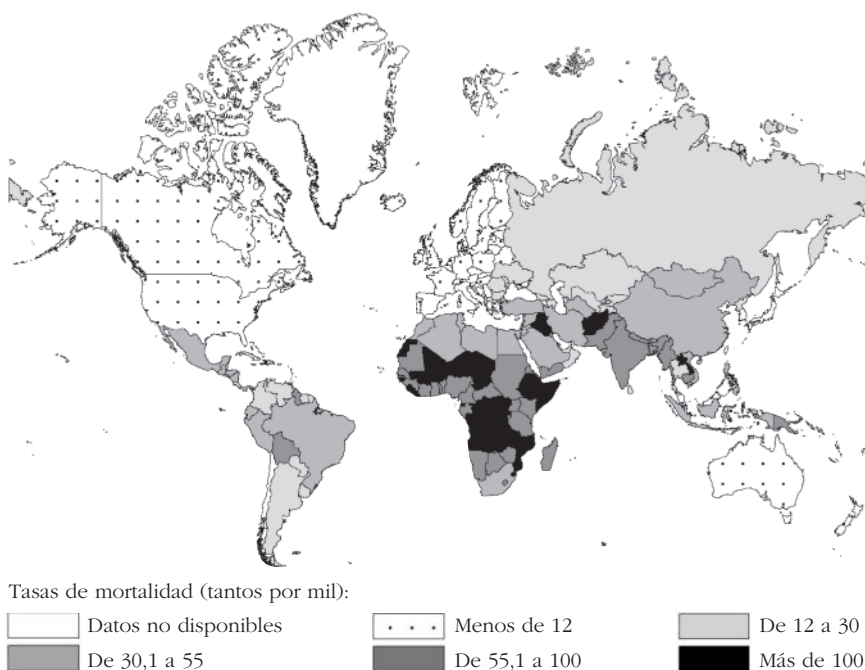 Tasas de mortalidad (tantos por mil):
Datos no disponibles Menos de 12 De 12 a 30
De 30,1 a 55 De 55,1 a 100 Más de 100